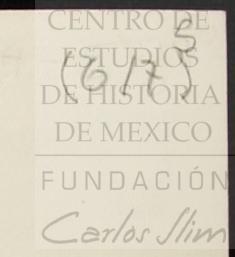 CENTRO DE
ESTUDIOS
DE HISTORIA
DE MEXICO
FUNDACIÓN
Carlos Slim